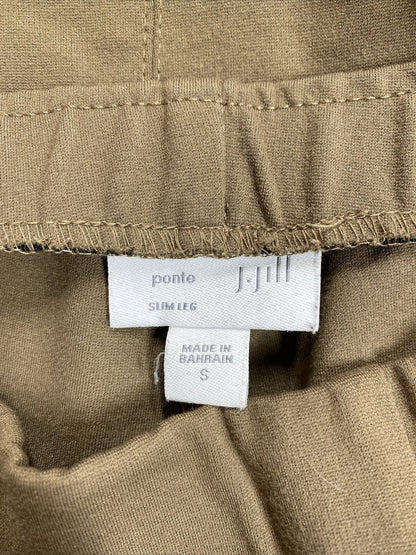 ponte J.Jill
SLIM LEG
MADE IN
BAHRAIN
S